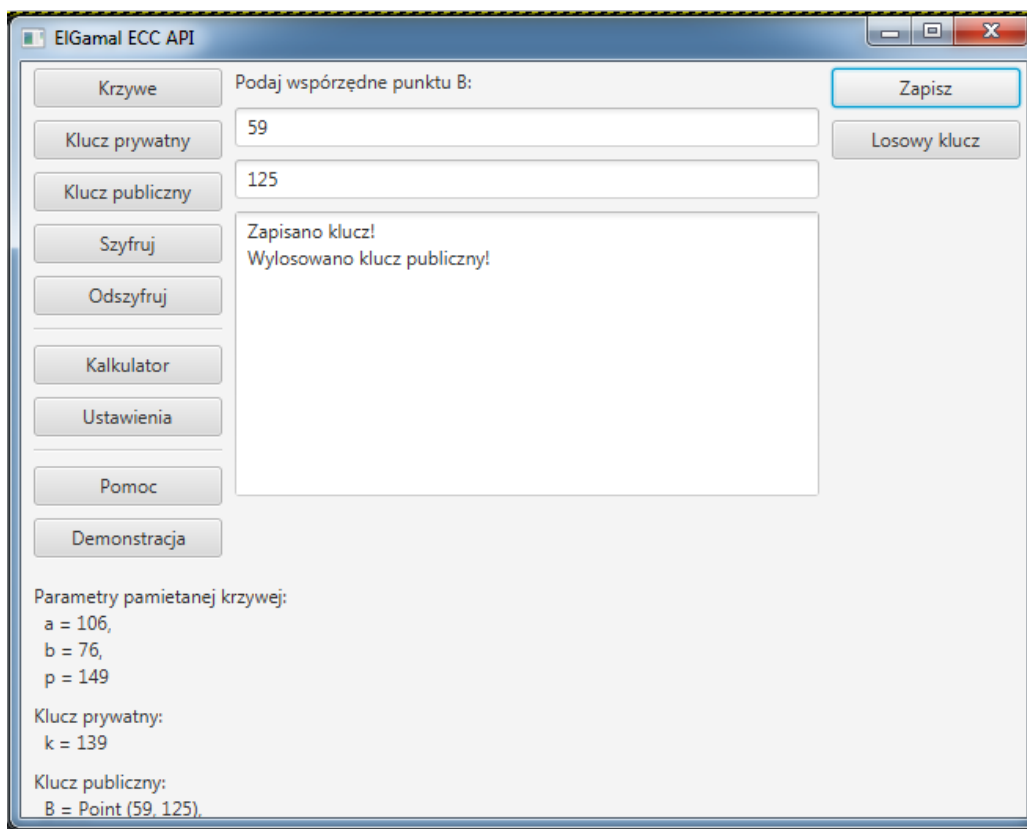 ElGamal ECC API
Krzywe
Klucz prywatny
Klucz publiczny
Szyfruj
Odszyfruj
Kalkulator
Ustawienia
Pomoc
Demonstracja
Podaj wspórzędne punktu B:
59
125
Zapisano klucz!
Wylosowano klucz publiczny!
Zapisz
Losowy klucz
Parametry pamietanej krzywej:
a = 106,
b = 76,
p = 149
Klucz prywatny:
k = 139
Klucz publiczny:
B = Point (59, 125),